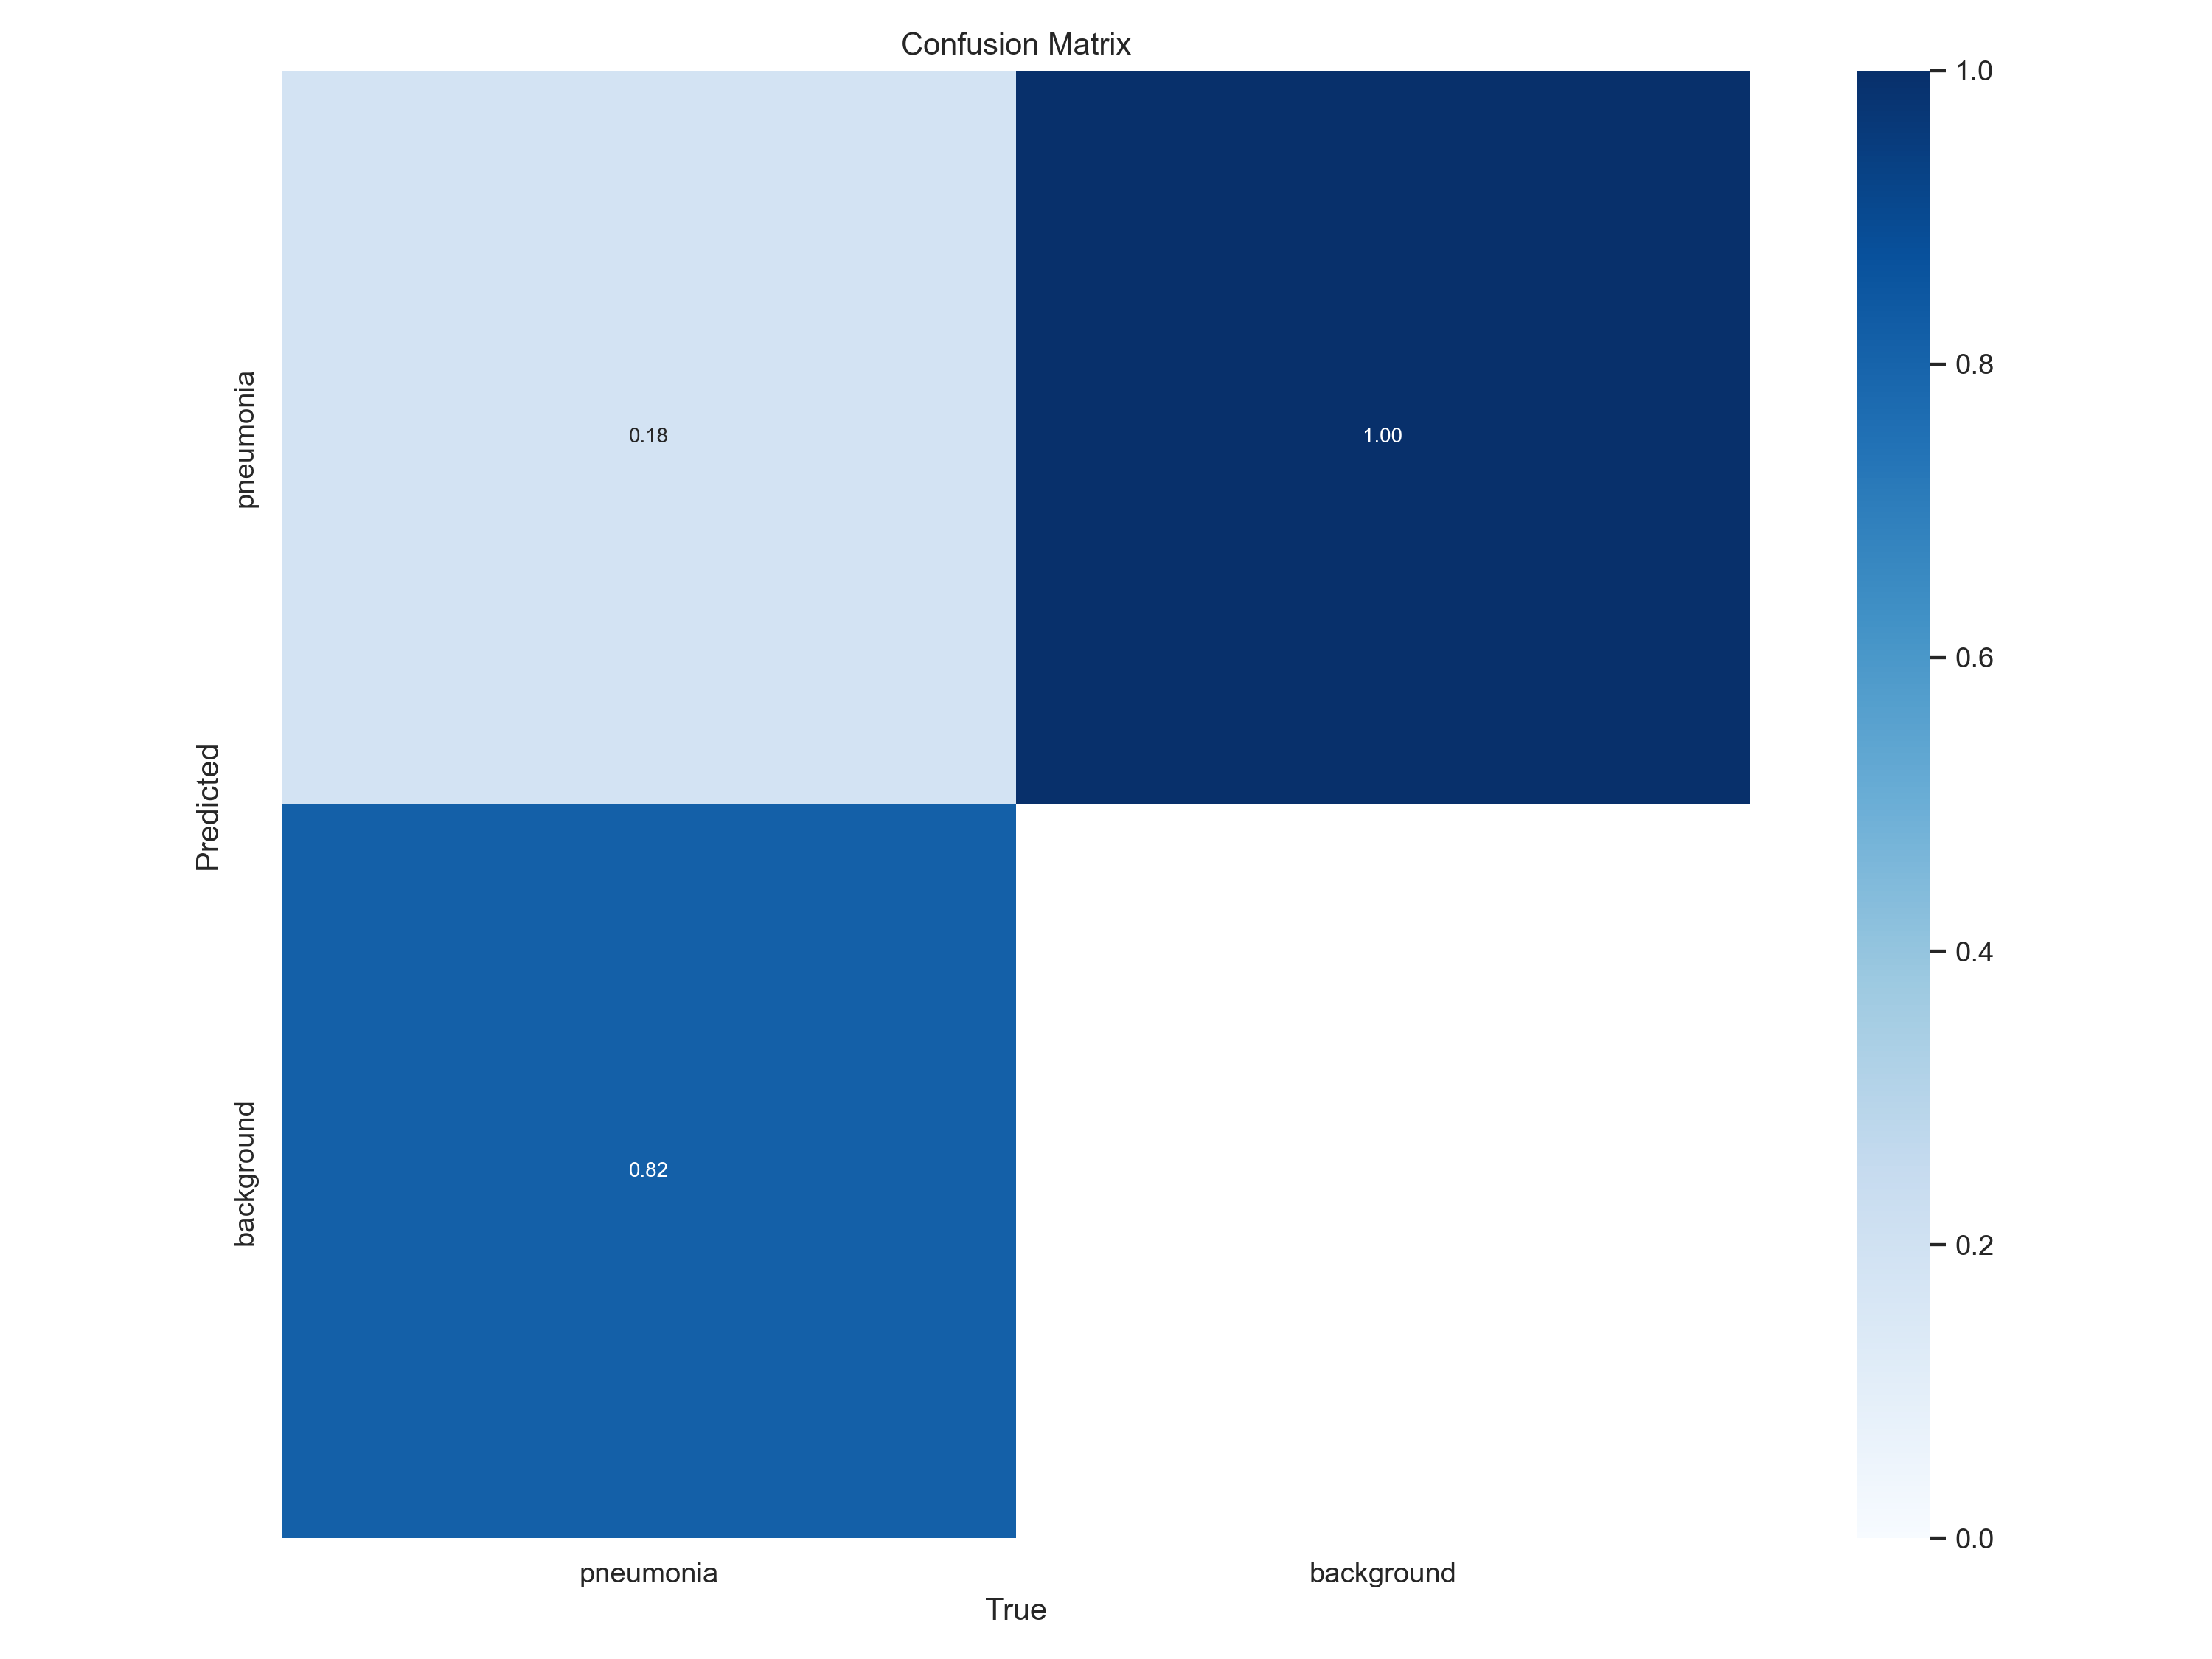 Confusion Matrix
pneumonia
background
Predicted
0.18
1.00
0.82
pneumonia
background
True
1.0
0.8
0.6
0.4
0.2
0.0